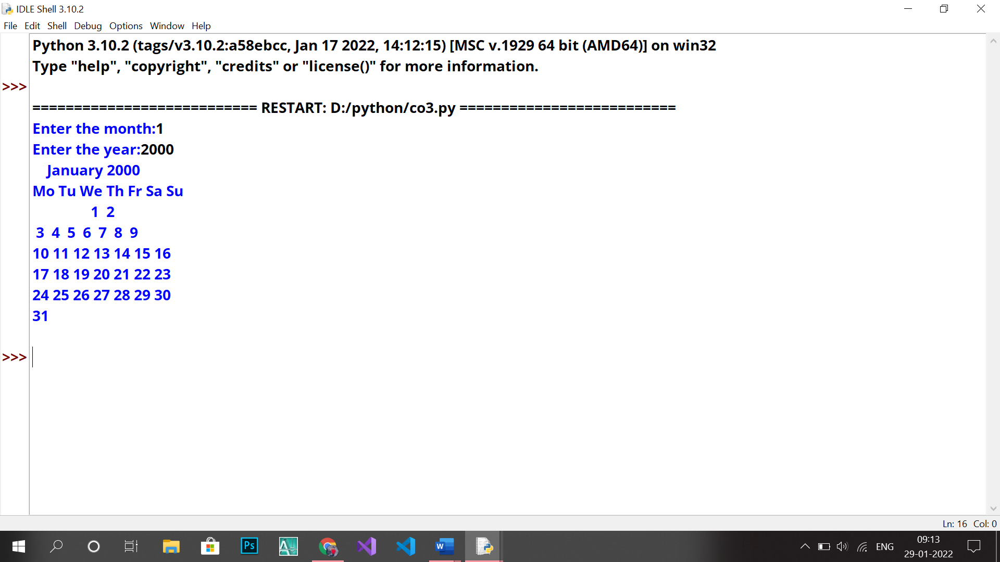 IDLE Shell 3.10.2
File Edit Shell Debug Options Window Help
Python 3.10.2 (tags/v3.10.2:a58ebcc, Jan 17 2022, 14:12:15) [MSC v.1929 64 bit (AMD64)] on win32
Type "help", "copyright", "credits" or "license()" for more information.
>>>
=========================== RESTART: D:/python/co3.py ==========================
Enter the month:1
Enter the year:2000
    January 2000
Mo Tu We Th Fr Sa Su
                1  2
 3  4  5  6  7  8  9
10 11 12 13 14 15 16
17 18 19 20 21 22 23
24 25 26 27 28 29 30
31
>>>
Ln: 16 Col: 0
Ps
W
ENG
09:13
29-01-2022